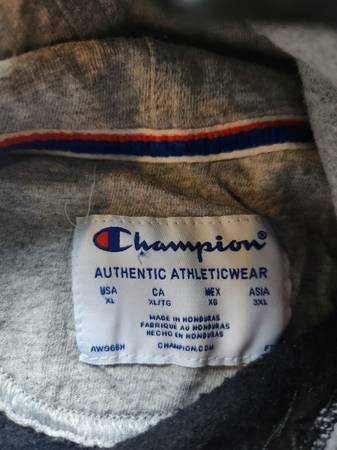 Champion®
AUTHENTIC ATHLETICWEAR
USA CA MEX ASIA
XL XL/TG XG 3XL
MADE IN HONDURAS
FABRIQUÉ AU HONDURAS
HECHO EN HONDURAS
AW966H CHAMPION.COM